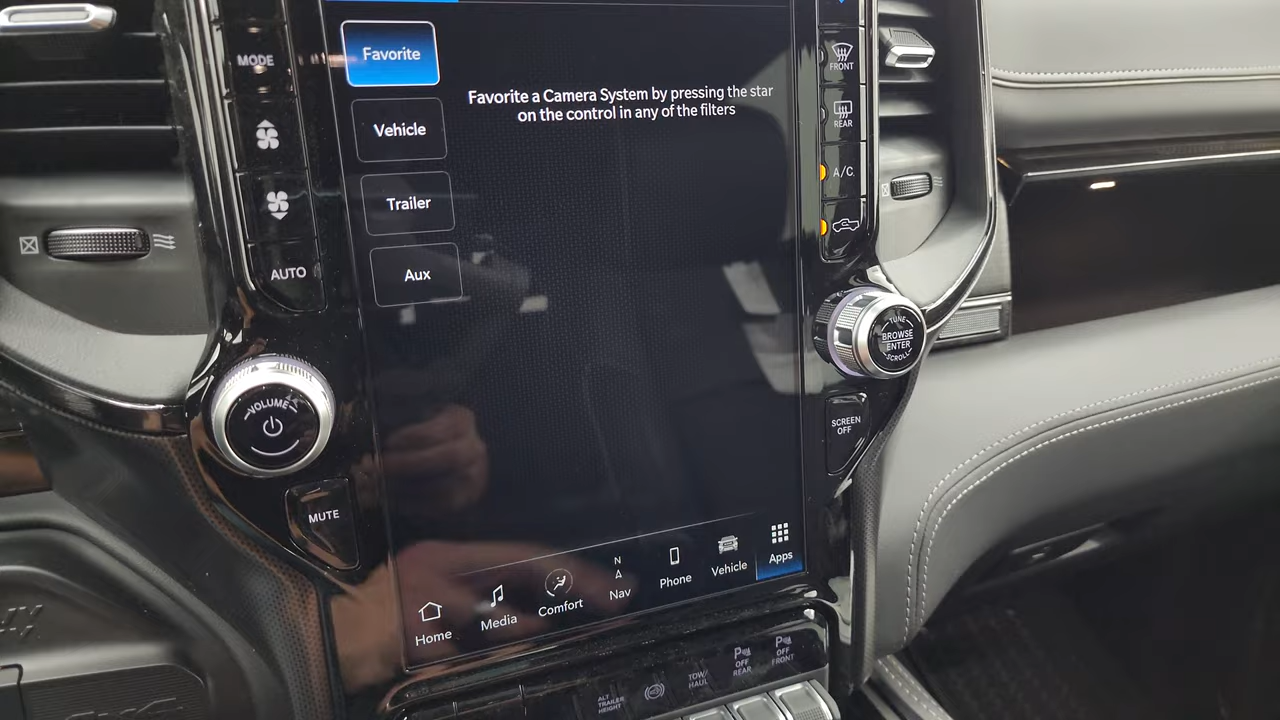 MODE
AUTO
VOLUME
MUTE
Favorite
Vehicle
Trailer
Aux
Favorite a Camera System by pressing the star
on the control in any of the filters
FRONT
REAR
A/C
TUNE
BROWSE
ENTER
SCROLL
SCREEN
OFF
Home
Media
Comfort
N
Nav
Phone
Vehicle
Apps
ALT
TRAILER
HEIGHT
TOW/
HAUL
OFF
REAR
OFF
FRONT